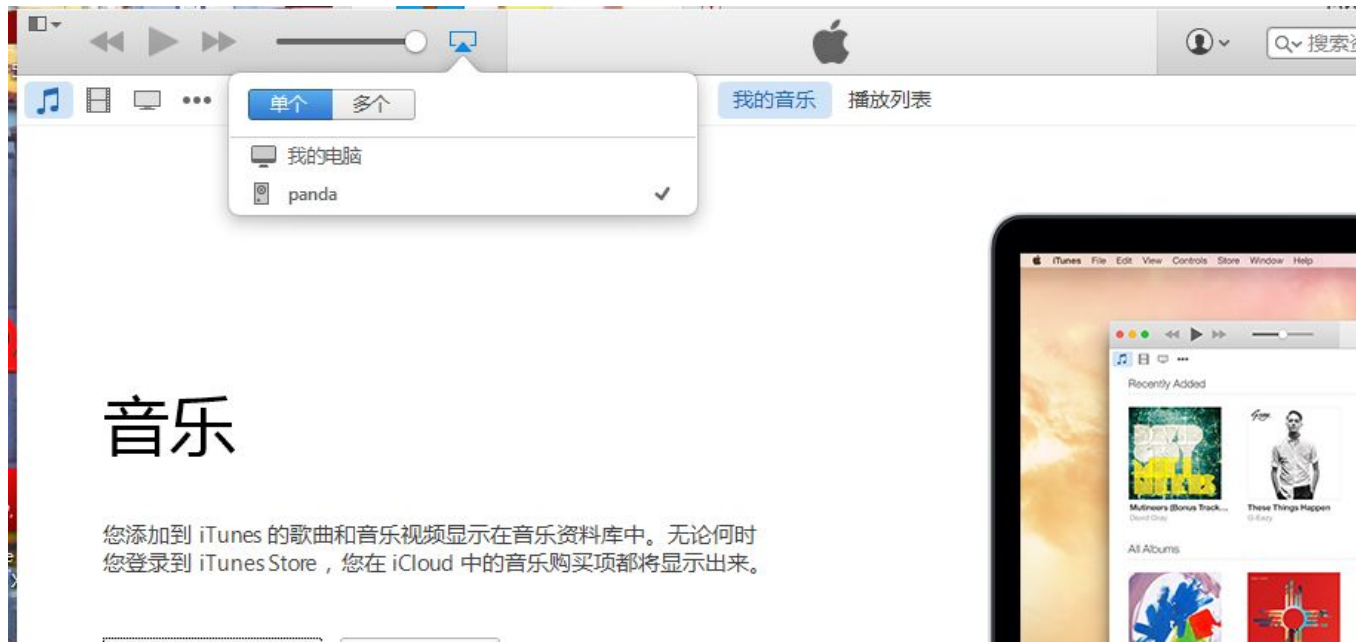 搜索
单个 多个
我的音乐 播放列表
我的电脑
panda
iTunes File Edit View Controls Store Window Help
Recently Added
音乐
Mutineers (Bonus Track...
David Gray
These Things Happen
G-Eazy
您添加到 iTunes 的歌曲和音乐视频显示在音乐资料库中。无论何时
您登录到 iTunes Store，您在 iCloud 中的音乐购买项都将显示出来。
All Albums